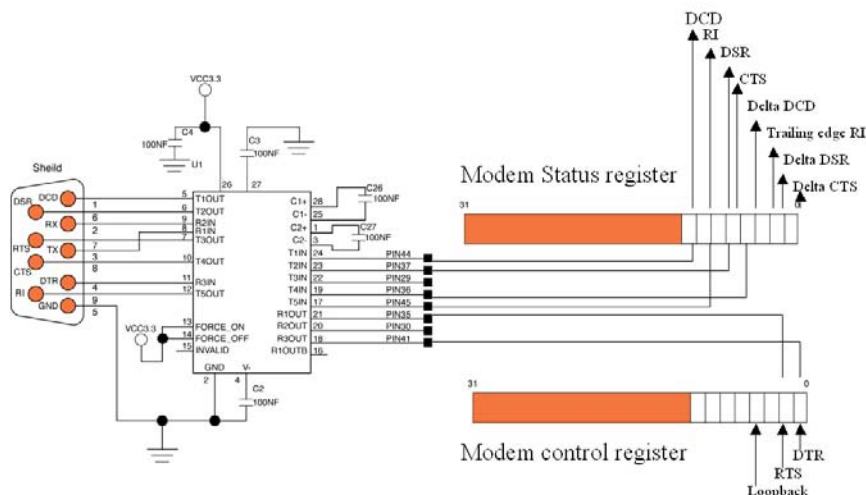 DCD
RI
DSR
CTS
Delta DCD
Trailing edge RI
Delta DSR
Delta CTS
Modem Status register
31
0
VCC3.3
C4
100NF
U1
C3
100NF
26
27
Sheild
DSR
DCD
RX
RTS
TX
CTS
DTR
RI
GND
1
6
2
7
3
8
4
9
5
5
6
9
8
7
10
11
12
T1OUT
T2OUT
R2IN
R1IN
T3OUT
T4OUT
R3IN
T5OUT
VCC3.3
13
14
15
FORCE_ON
FORCE_OFF
INVALID
GND
V-
2
4
C2
100NF
C1+
C1-
C2+
C2-
T1IN
T2IN
T3IN
T4IN
T5IN
R1OUT
R2OUT
R3OUT
R1OUTB
28
25
1
3
24
23
22
19
17
21
20
18
16
C26
100NF
C27
100NF
PIN44
PIN37
PIN29
PIN36
PIN45
PIN35
PIN30
PIN41
31
0
Modem control register
DTR
RTS
Loopback